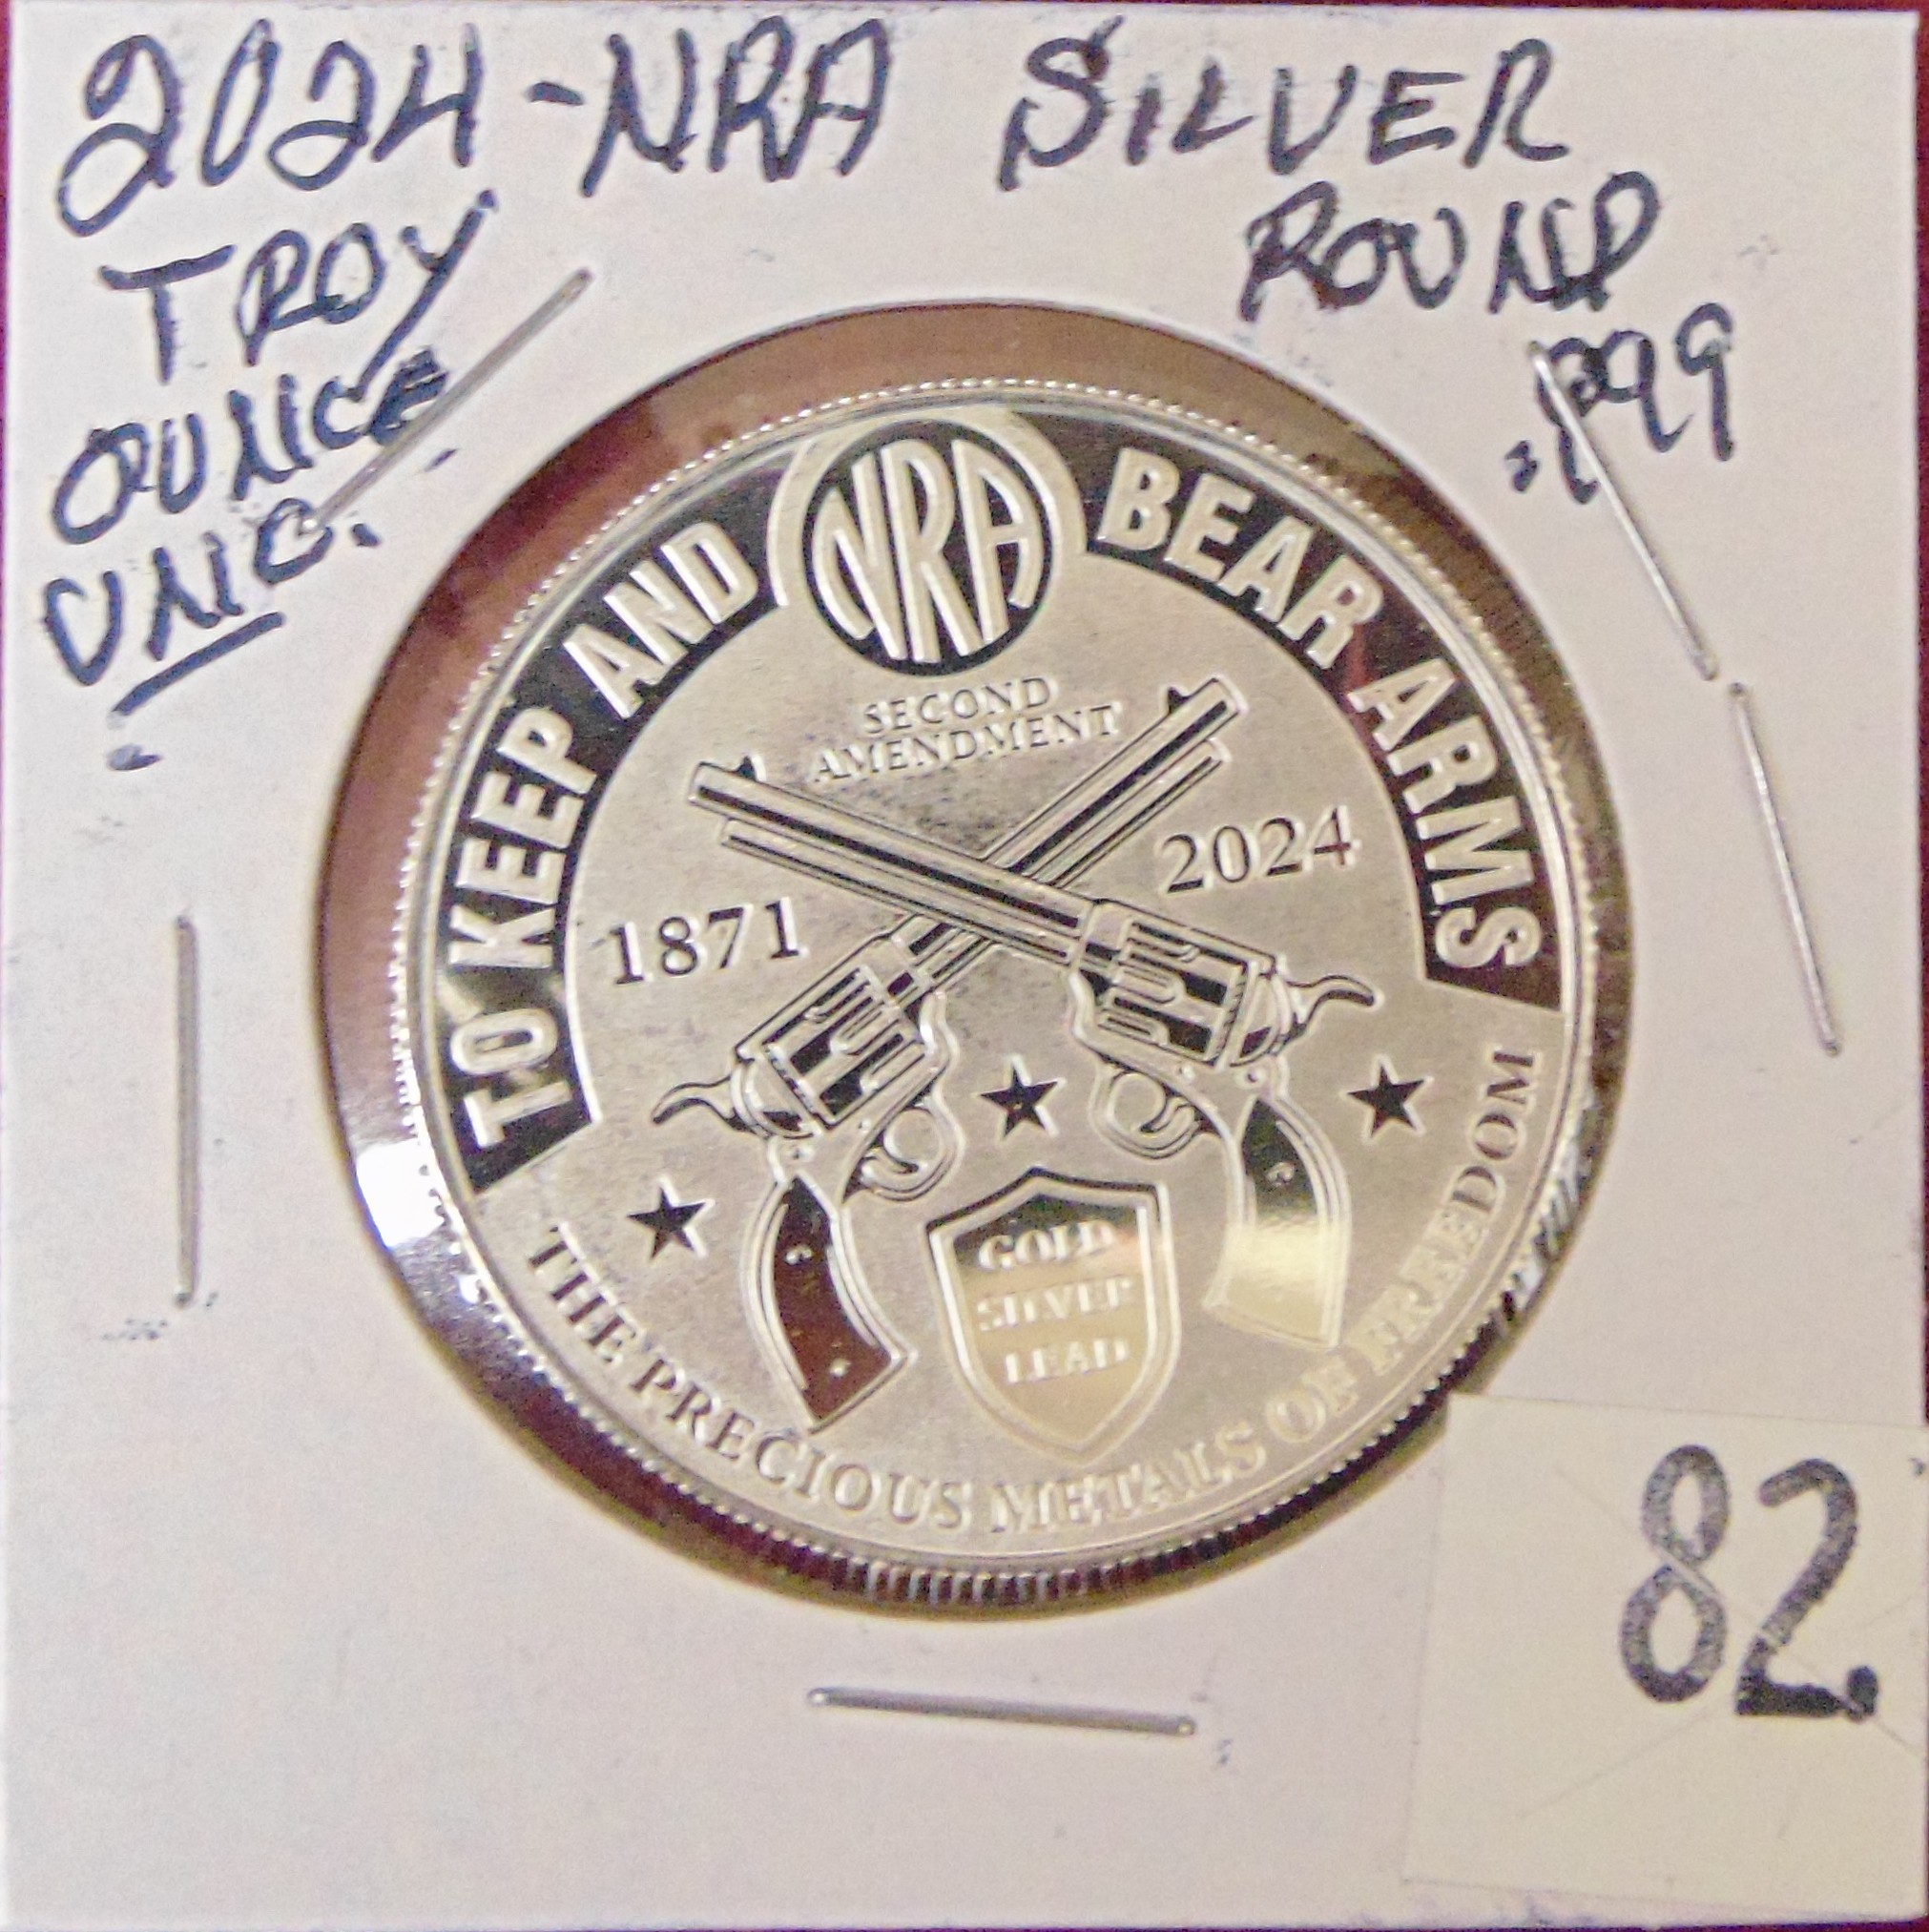 2024-NRA SILVER
ROUND
.999
TROY
OUNCE
UNC.
TO KEEP AND
NRA
BEAR ARMS
SECOND
AMENDMENT
1871
2024
GOLD
SILVER
LEAD
THE PRECIOUS METALS OF FREEDOM
82